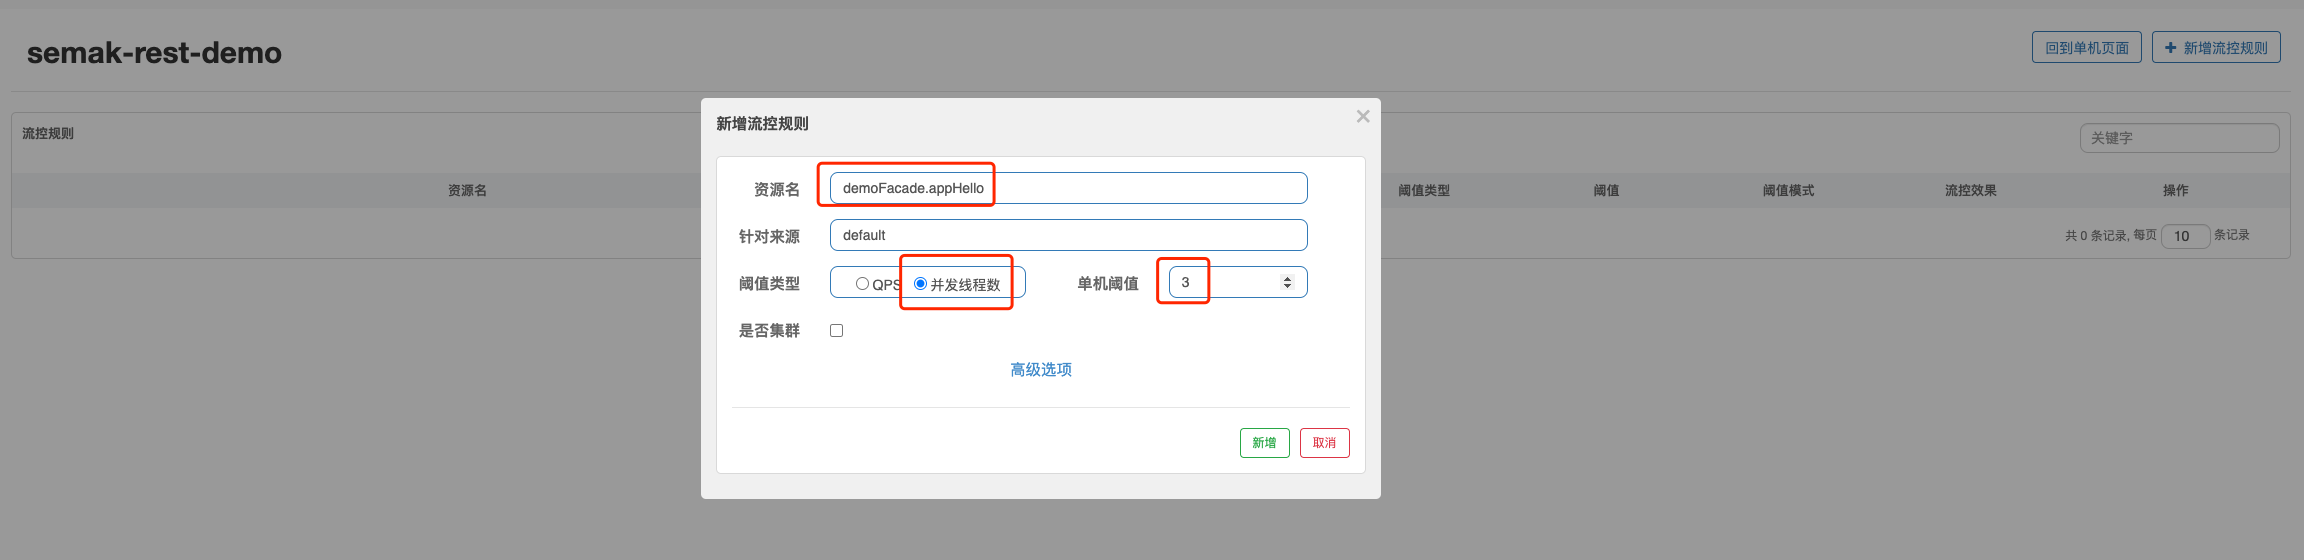 semak-rest-demo
回到单机页面
新增流控规则
流控规则
关键字
资源名
阈值类型
阈值
阈值模式
流控效果
操作
共 0 条记录, 每页 10 条记录
新增流控规则
×
资源名 demoFacade.appHello
针对来源 default
阈值类型 QPS 并发线程数 单机阈值 3
是否集群
高级选项
新增 取消